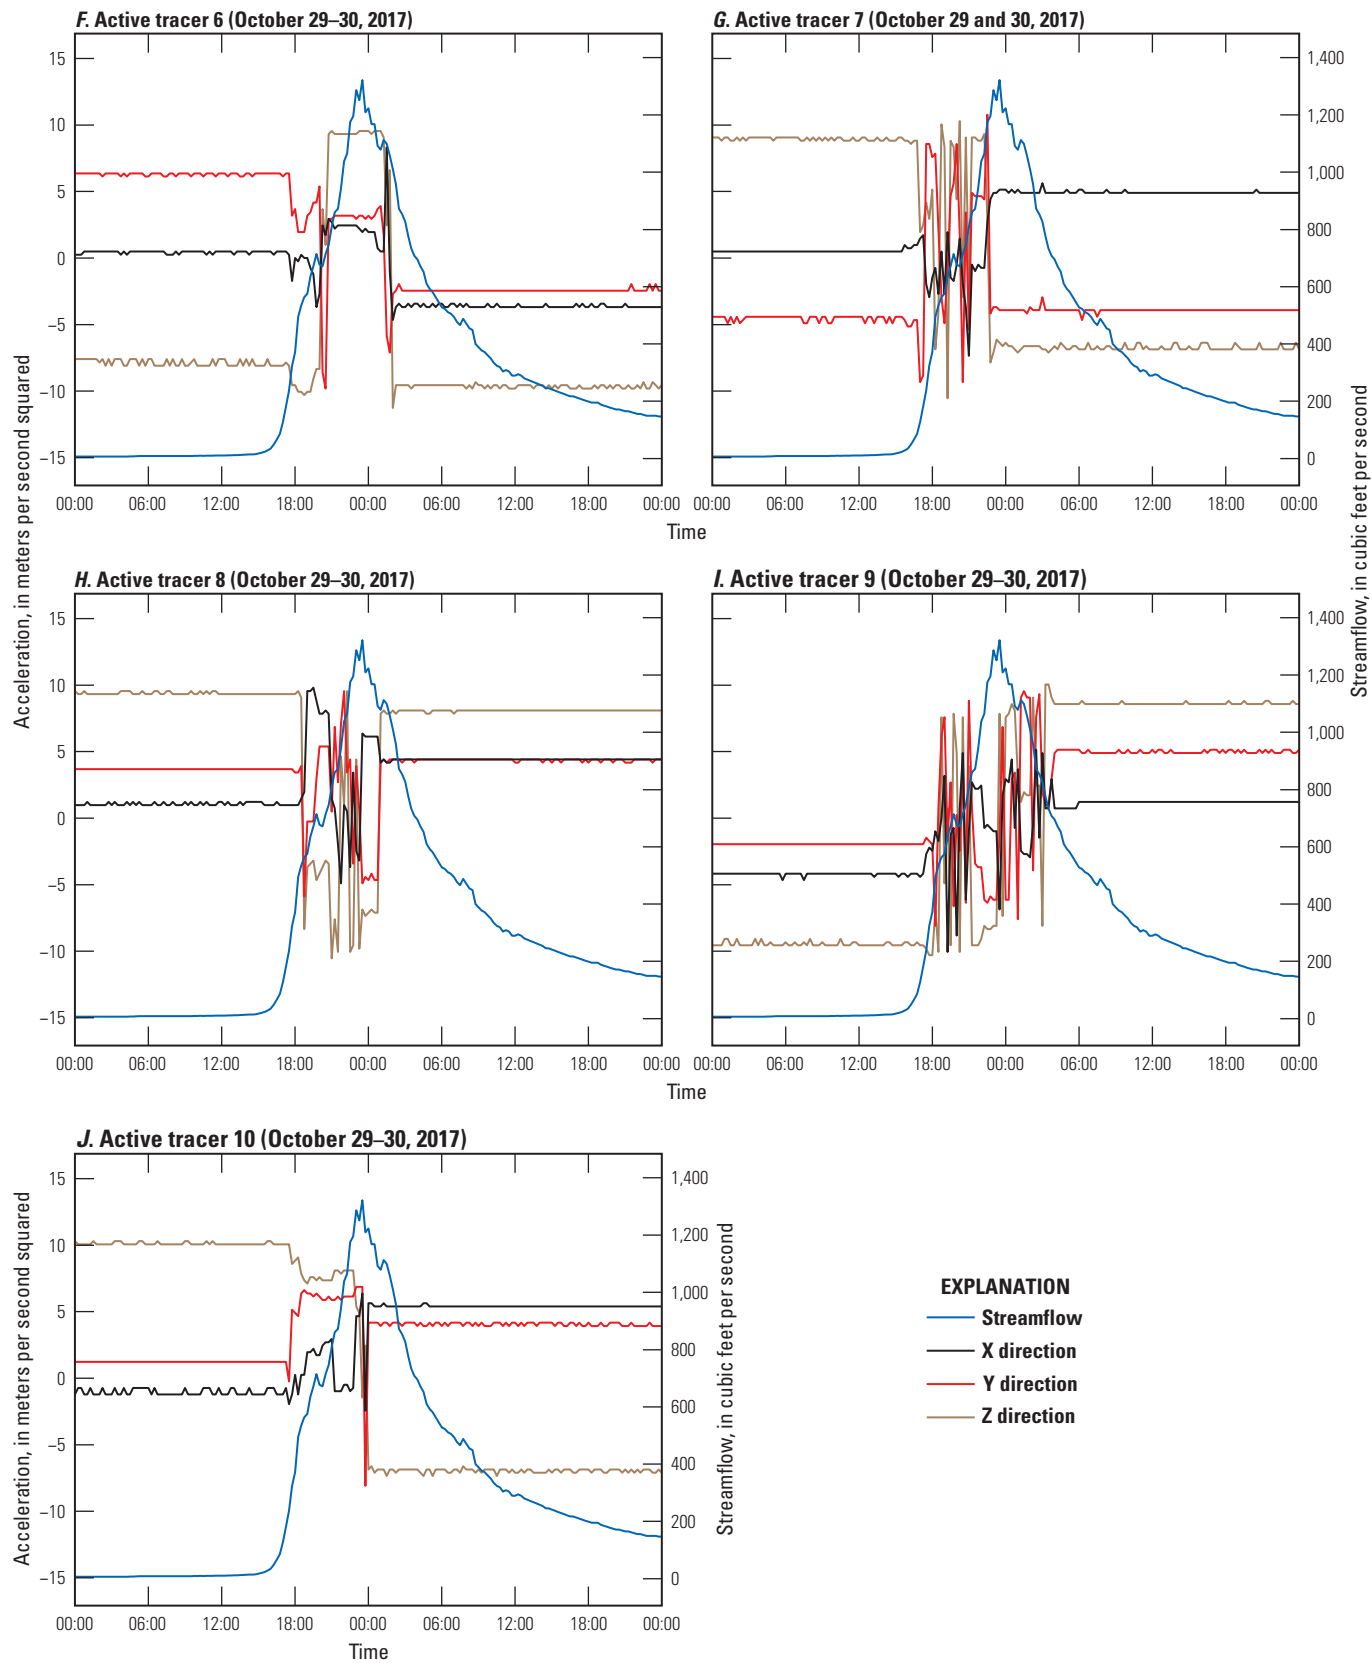 F. Active tracer 6 (October 29–30, 2017)
15
10
5
0
–5
–10
–15
00:00 06:00 12:00 18:00 00:00 06:00 12:00 18:00 00:00
G. Active tracer 7 (October 29 and 30, 2017)
1,400
1,200
1,000
800
600
400
200
0
00:00 06:00 12:00 18:00 00:00 06:00 12:00 18:00 00:00
Time
Acceleration, in meters per second squared
Streamflow, in cubic feet per second
H. Active tracer 8 (October 29–30, 2017)
15
10
5
0
–5
–10
–15
00:00 06:00 12:00 18:00 00:00 06:00 12:00 18:00 00:00
I. Active tracer 9 (October 29–30, 2017)
1,400
1,200
1,000
800
600
400
200
0
00:00 06:00 12:00 18:00 00:00 06:00 12:00 18:00 00:00
Time
J. Active tracer 10 (October 29–30, 2017)
Acceleration, in meters per second squared
15
10
5
0
–5
–10
–15
1,400
1,200
1,000
800
600
400
200
0
Streamflow, in cubic feet per second
00:00 06:00 12:00 18:00 00:00 06:00 12:00 18:00 00:00
Time
EXPLANATION
Streamflow
X direction
Y direction
Z direction